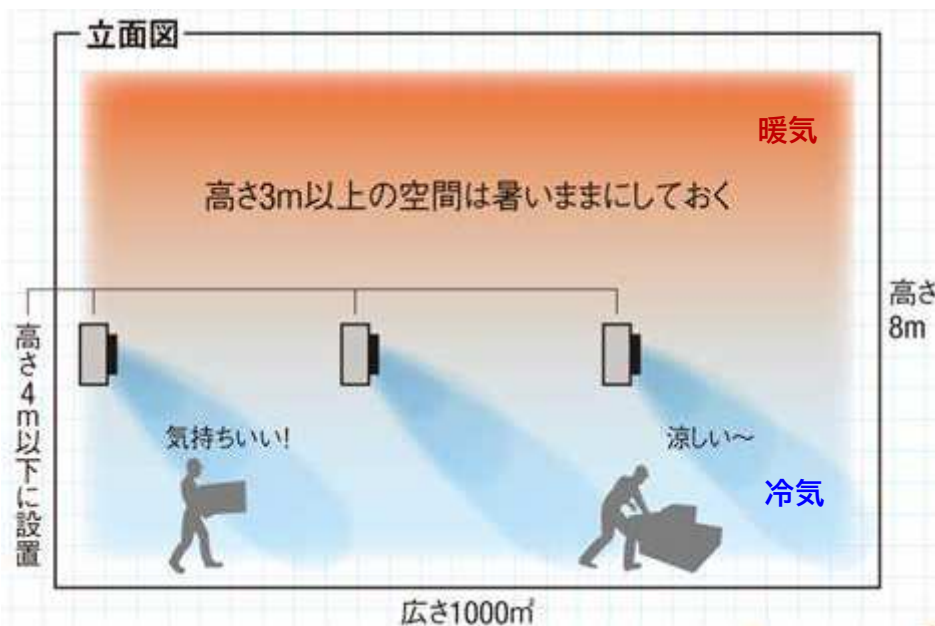 立面図
暖気
高さ3m以上の空間は暑いままにしておく
高さ
8m
高さ4m以下に設置
気持ちいい!
涼しい〜
冷気
広さ1000㎡